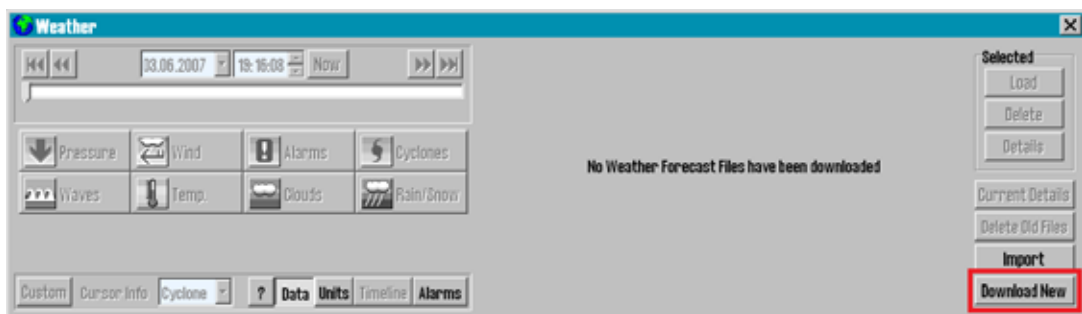 Weather
03.06.2007 19:16:08 Now
Selected
Load
Delete
Details
Pressure Wind Alarms Cyclones
Waves Temp. Clouds Rain/Snow
No Weather Forecast Files have been downloaded
Current Details
Delete Old Files
Import
Download New
Custom Cursor Info Cyclone ? Data Units Timeline Alarms